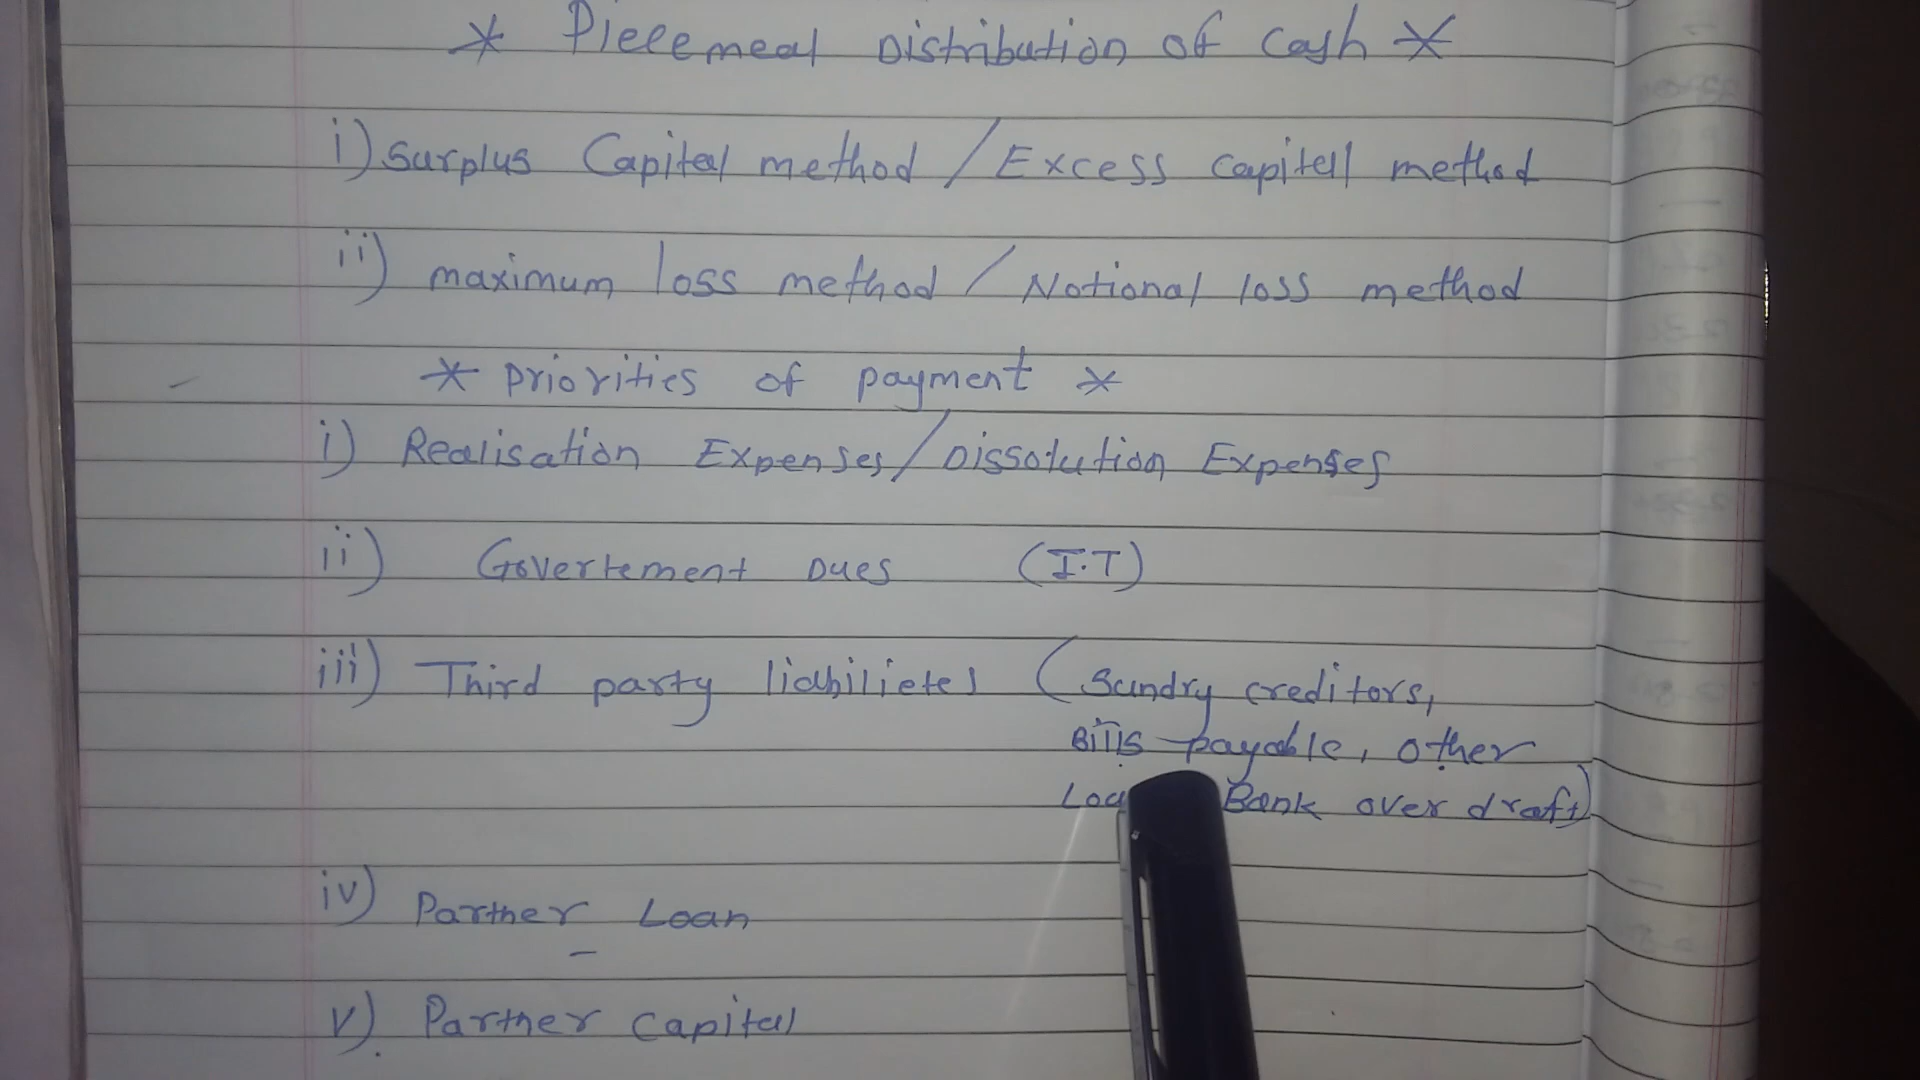 * Piecemeal Distribution of Cash *
i) Surplus Capital method / Excess capitall method
ii) maximum loss method / Notional loss method
* Priorities of payment *
i) Realisation Expenses / Dissolution Expenses
ii) Govertement Dues (I.T)
iii) Third party liabilietes (Sundry creditors,
Bills payable, other
Bank over draft)
iv) Partner Loan
v) Partner Capital